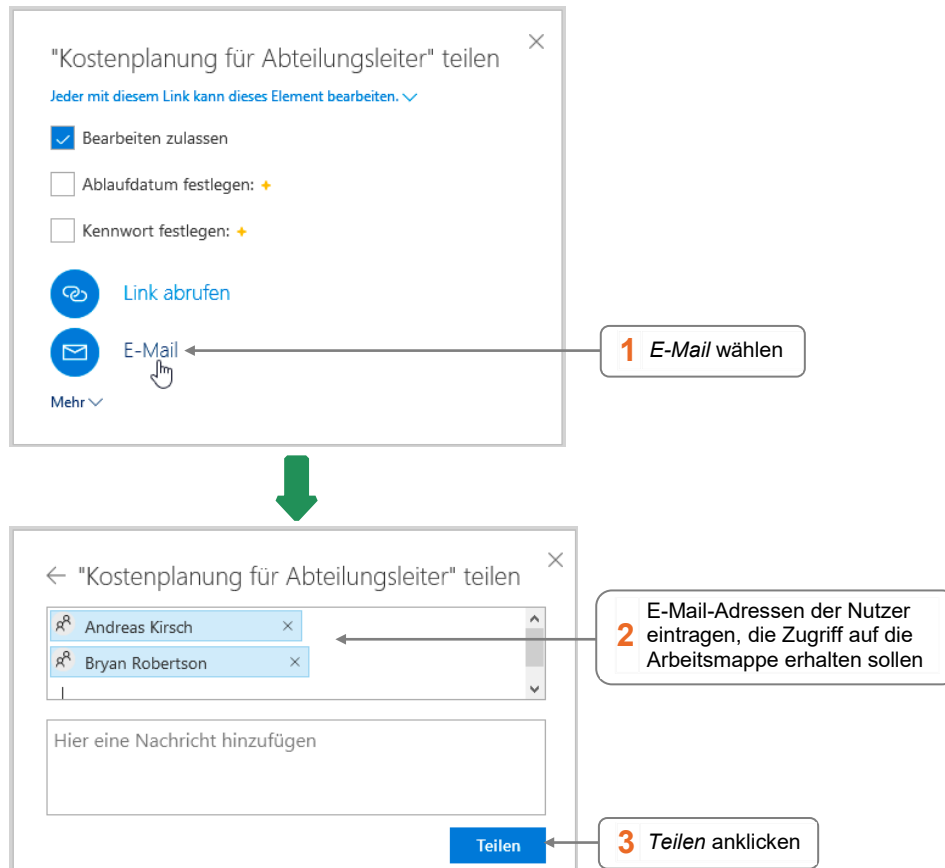 "Kostenplanung für Abteilungsleiter" teilen
Jeder mit diesem Link kann dieses Element bearbeiten.
Bearbeiten zulassen
Ablaufdatum festlegen:
Kennwort festlegen:
Link abrufen
E-Mail
1 E-Mail wählen
Mehr
"Kostenplanung für Abteilungsleiter" teilen
Andreas Kirsch
Bryan Robertson
2 E-Mail-Adressen der Nutzer
eintragen, die Zugriff auf die
Arbeitsmappe erhalten sollen
Hier eine Nachricht hinzufügen
Teilen
3 Teilen anklicken